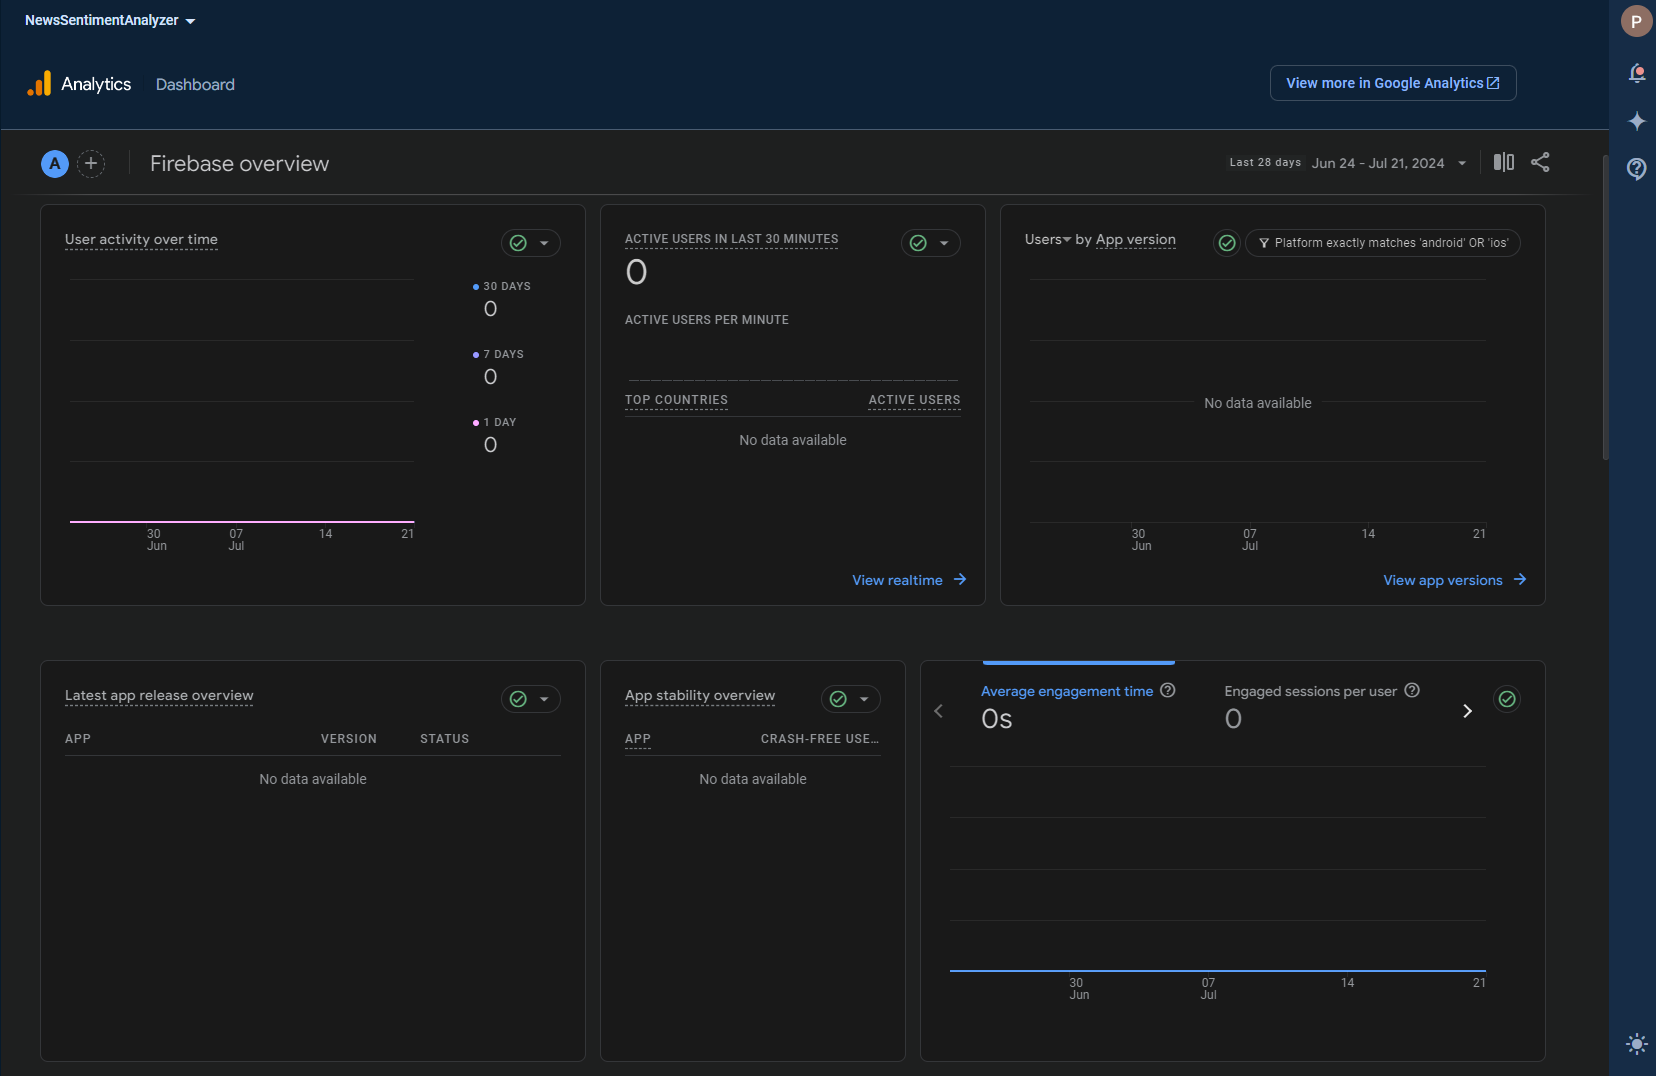 NewsSentimentAnalyzer
P
Analytics Dashboard
View more in Google Analytics
A
Firebase overview
Last 28 days Jun 24 - Jul 21, 2024
User activity over time
30 DAYS
0
7 DAYS
0
1 DAY
0
30 07 14 21
Jun Jul
ACTIVE USERS IN LAST 30 MINUTES
0
ACTIVE USERS PER MINUTE
TOP COUNTRIES ACTIVE USERS
No data available
View realtime
Users by App version
Platform exactly matches 'android' OR 'ios'
No data available
30 07 14 21
Jun Jul
View app versions
Latest app release overview
APP VERSION STATUS
No data available
App stability overview
APP CRASH-FREE USE...
No data available
Average engagement time
0s
Engaged sessions per user
0
30 07 14 21
Jun Jul